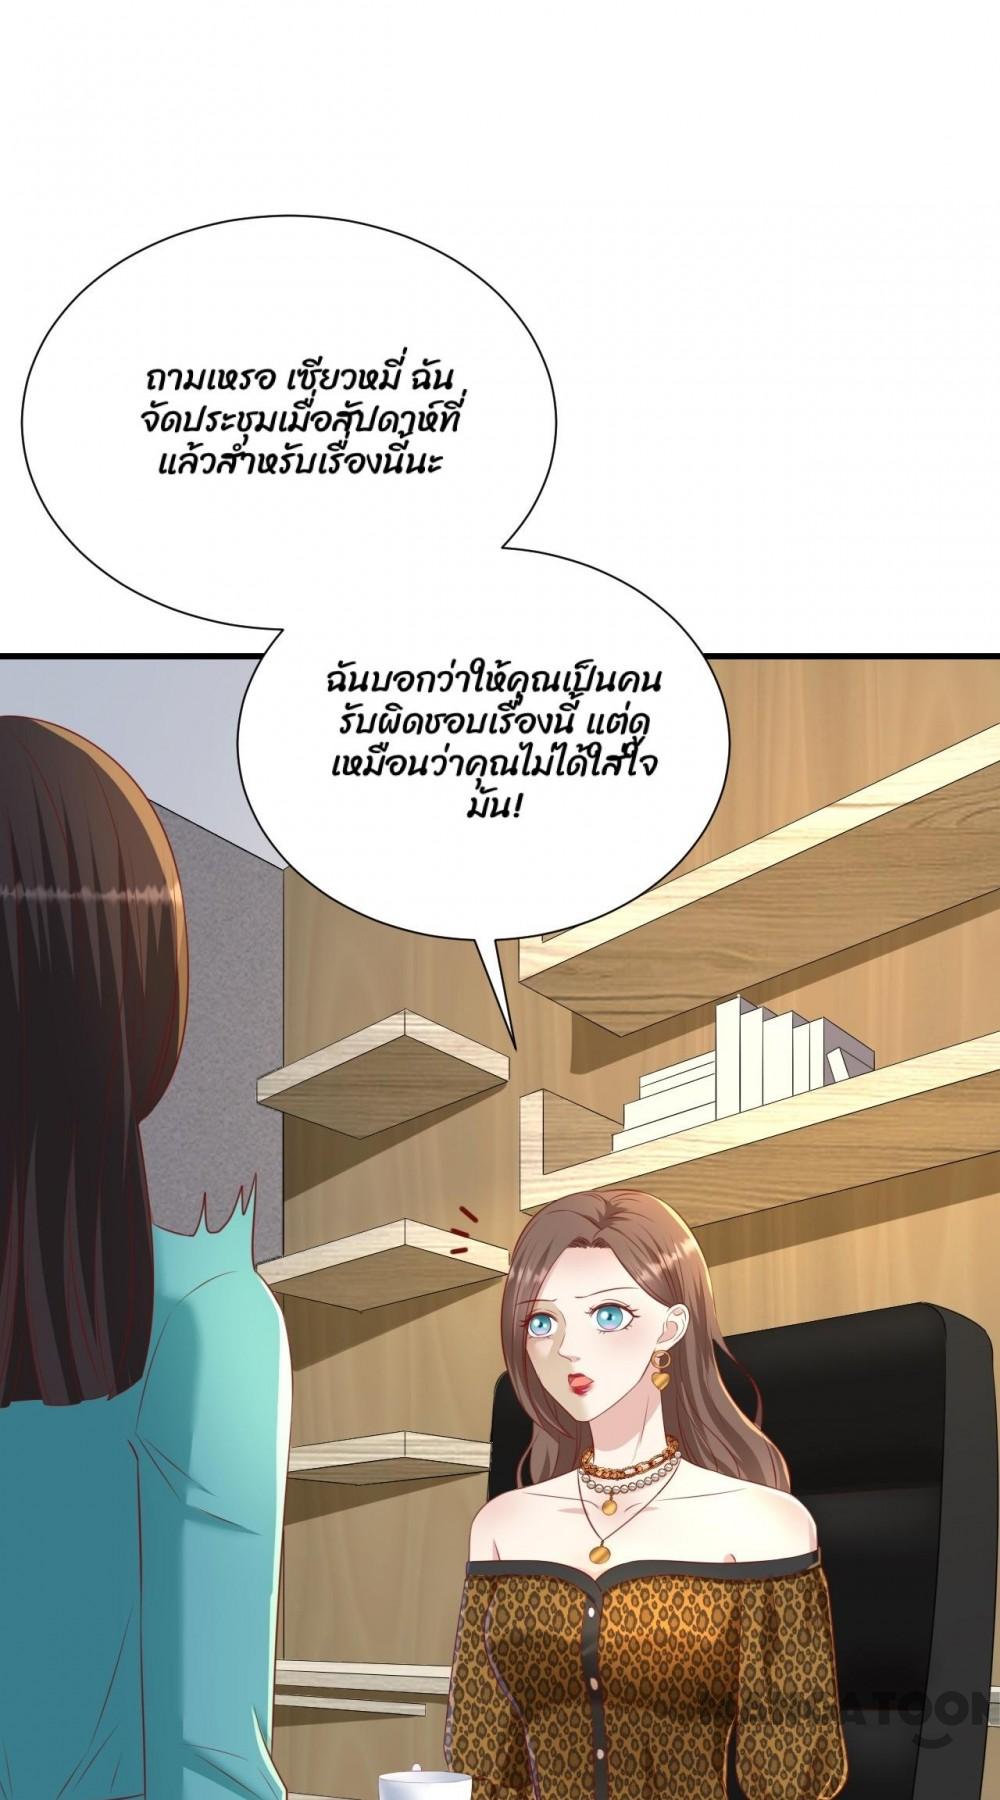 ถามเหรอ เซียวหมี่ ฉัน
จัดประชุมเมื่อสัปดาห์ที่
แล้วสำหรับเรื่องนี้นะ
ฉันบอกว่าให้คุณเป็นคน
รับผิดชอบเรื่องนี้ แต่ดู
เหมือนว่าคุณไม่ได้ใส่ใจ
มัน!
MANGATOON